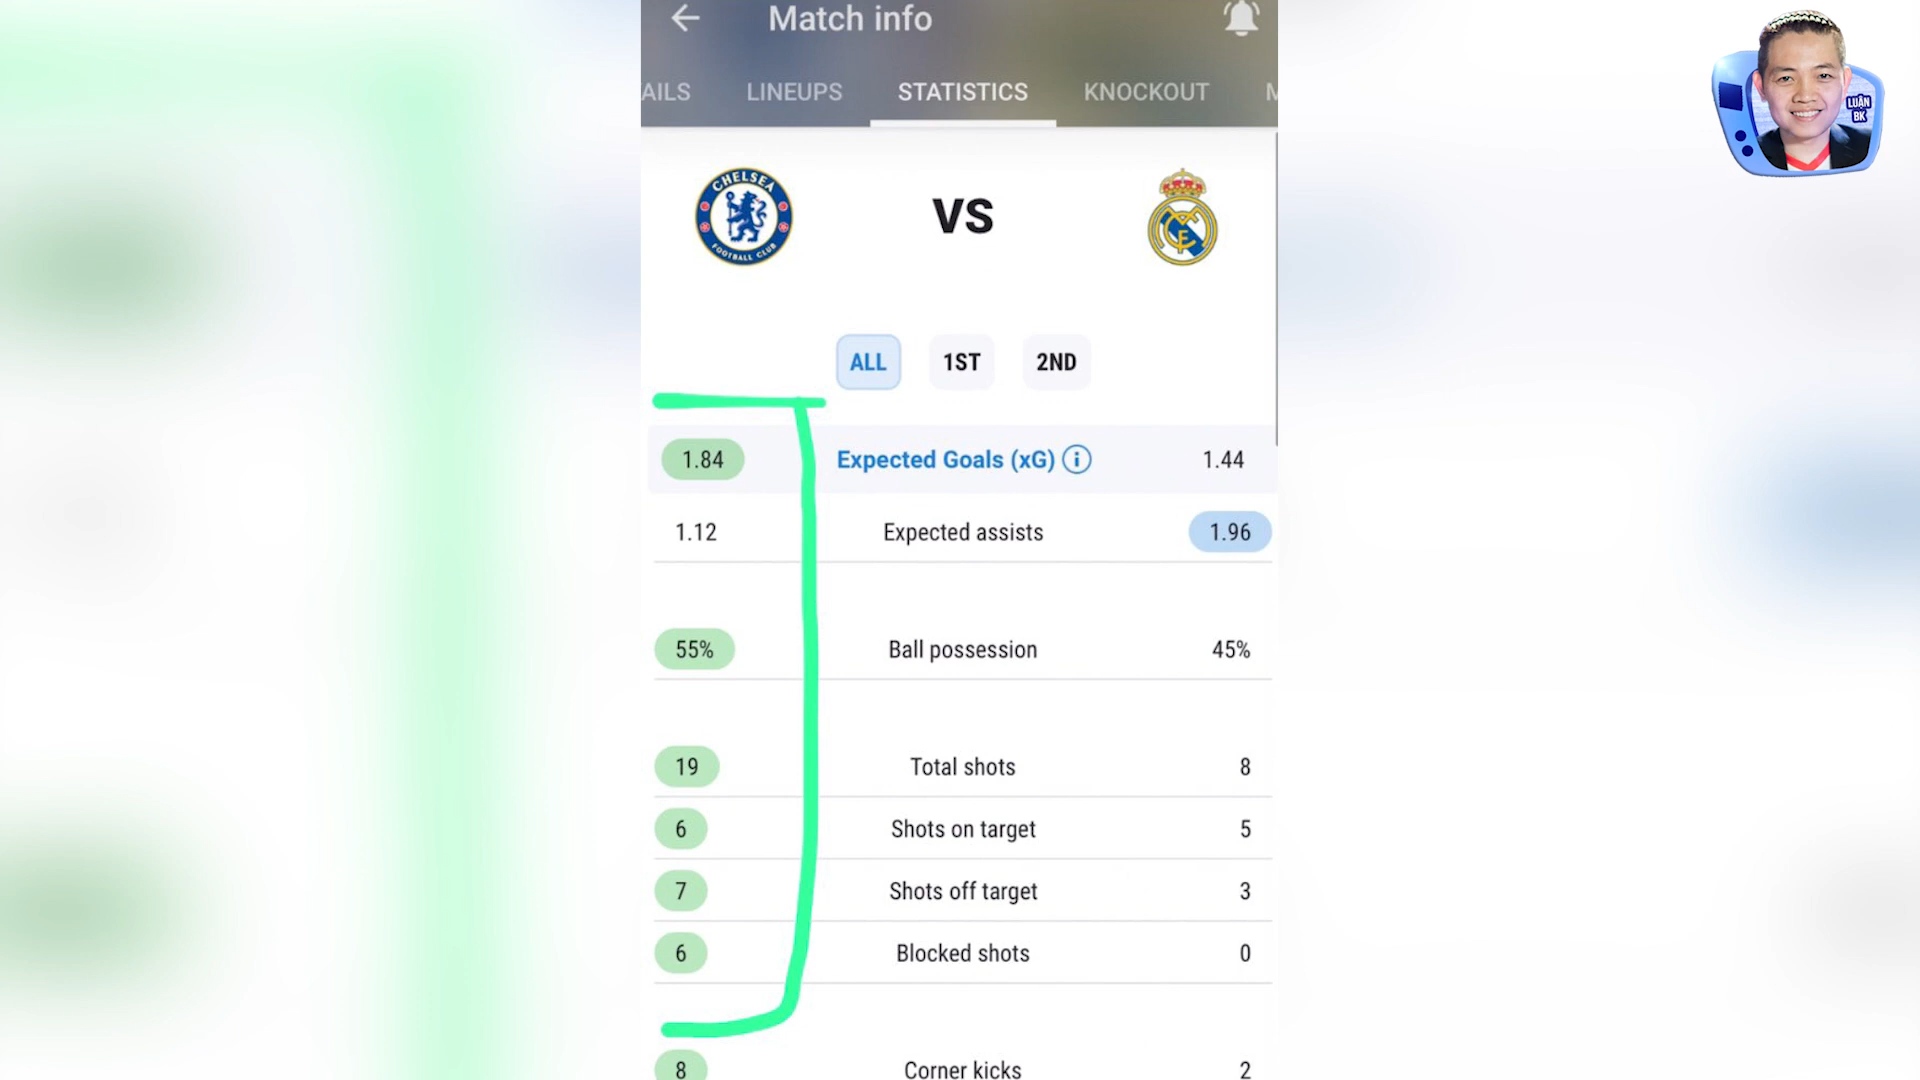 Match info
AILS LINEUPS STATISTICS KNOCKOUT M
LUẬN
BK
CHELSEA
FOOTBALL CLUB
VS
ALL 1ST 2ND
1.84 Expected Goals (xG) i 1.44
1.12 Expected assists 1.96
55% Ball possession 45%
19 Total shots 8
6 Shots on target 5
7 Shots off target 3
6 Blocked shots 0
8 Corner kicks 2